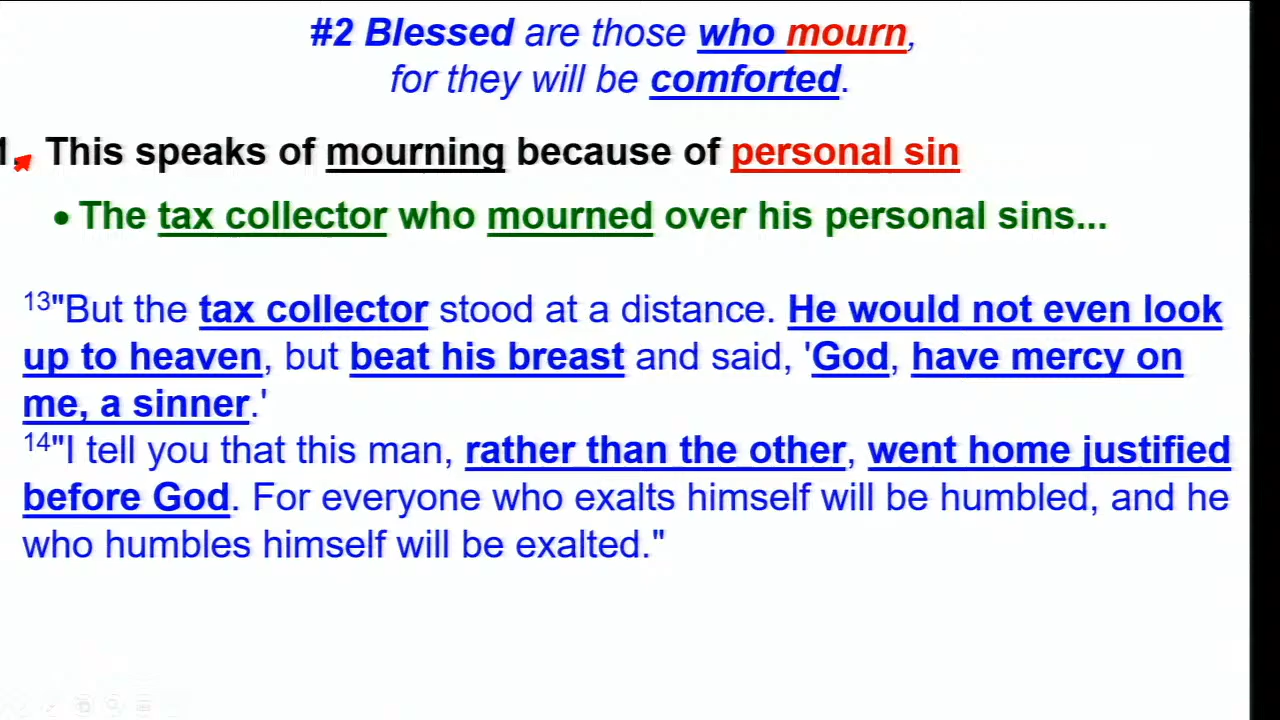 #2 Blessed are those who mourn,
for they will be comforted.
1. This speaks of mourning because of personal sin
• The tax collector who mourned over his personal sins...
13"But the tax collector stood at a distance. He would not even look
up to heaven, but beat his breast and said, 'God, have mercy on
me, a sinner.'
14"I tell you that this man, rather than the other, went home justified
before God. For everyone who exalts himself will be humbled, and he
who humbles himself will be exalted."